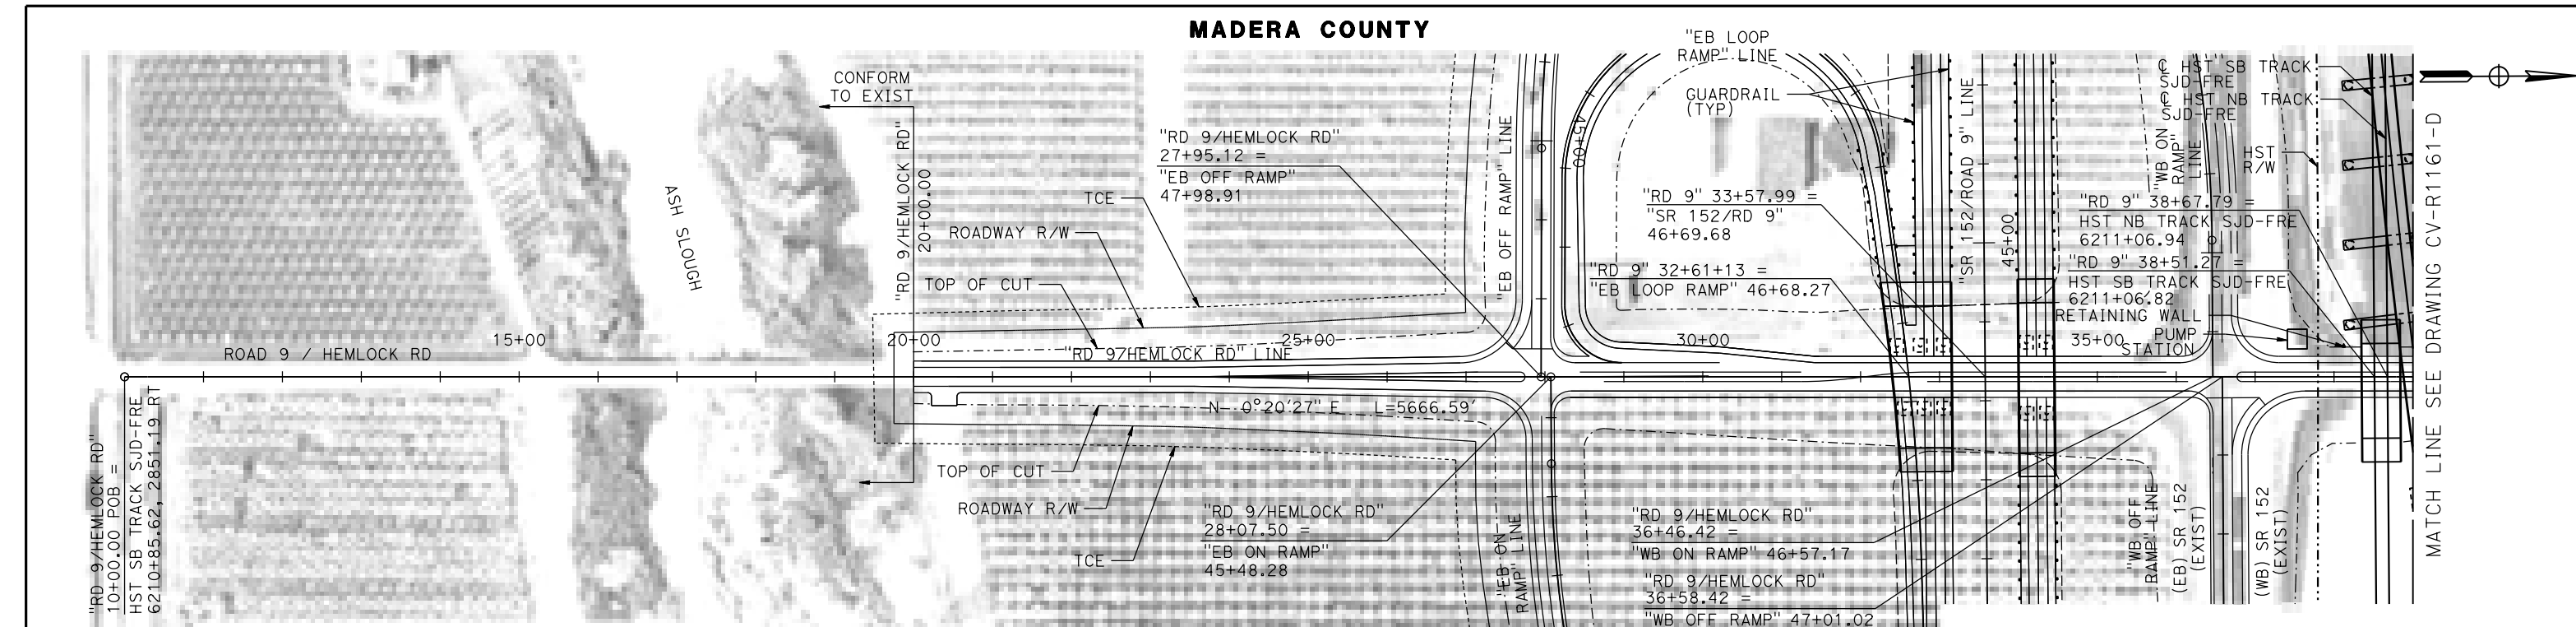 MADERA COUNTY
CONFORM
TO EXIST
"RD 9/HEMLOCK RD"
20+00.00
ASH SLOUGH
"RD 9/HEMLOCK RD"
27+95.12 =
"EB OFF RAMP"
47+98.91
TCE
ROADWAY R/W
TOP OF CUT
"EB OFF RAMP" LINE
"EB LOOP
RAMP" LINE
GUARDRAIL
(TYP)
45+00
"RD 9" 33+57.99 =
"SR 152/RD 9"
46+69.68
"RD 9" 32+61+13 =
"EB LOOP RAMP" 46+68.27
"SR 152/ROAD 9" LINE
45+00
℄ HST SB TRACK
SJD-FRE
℄ HST NB TRACK
SJD-FRE
"WB ON
RAMP"
LINE
HST
R/W
"RD 9" 38+67.79 =
HST NB TRACK SJD-FRE
6211+06.94
"RD 9" 38+51.27 =
HST SB TRACK SJD-FRE
6211+06.82
RETAINING WALL
PUMP
STATION
MATCH LINE SEE DRAWING CV-R1161-D
ROAD 9 / HEMLOCK RD
15+00
20+00
"RD 9/HEMLOCK RD" LINE
25+00
30+00
35+00
N 0°20'27" E L=5666.59'
"RD 9/HEMLOCK RD"
10+00.00 POB =
HST SB TRACK SJD-FRE
6210+85.62, 2851.19 RT
TOP OF CUT
ROADWAY R/W
TCE
"RD 9/HEMLOCK RD"
28+07.50 =
"EB ON RAMP"
45+48.28
"EB ON
RAMP" LINE
"RD 9/HEMLOCK RD"
36+46.42 =
"WB ON RAMP" 46+57.17
"RD 9/HEMLOCK RD"
36+58.42 =
"WB OFF RAMP" 47+01.02
"WB OFF
RAMP" LINE
(EB) SR 152
(EXIST)
(WB) SR 152
(EXIST)